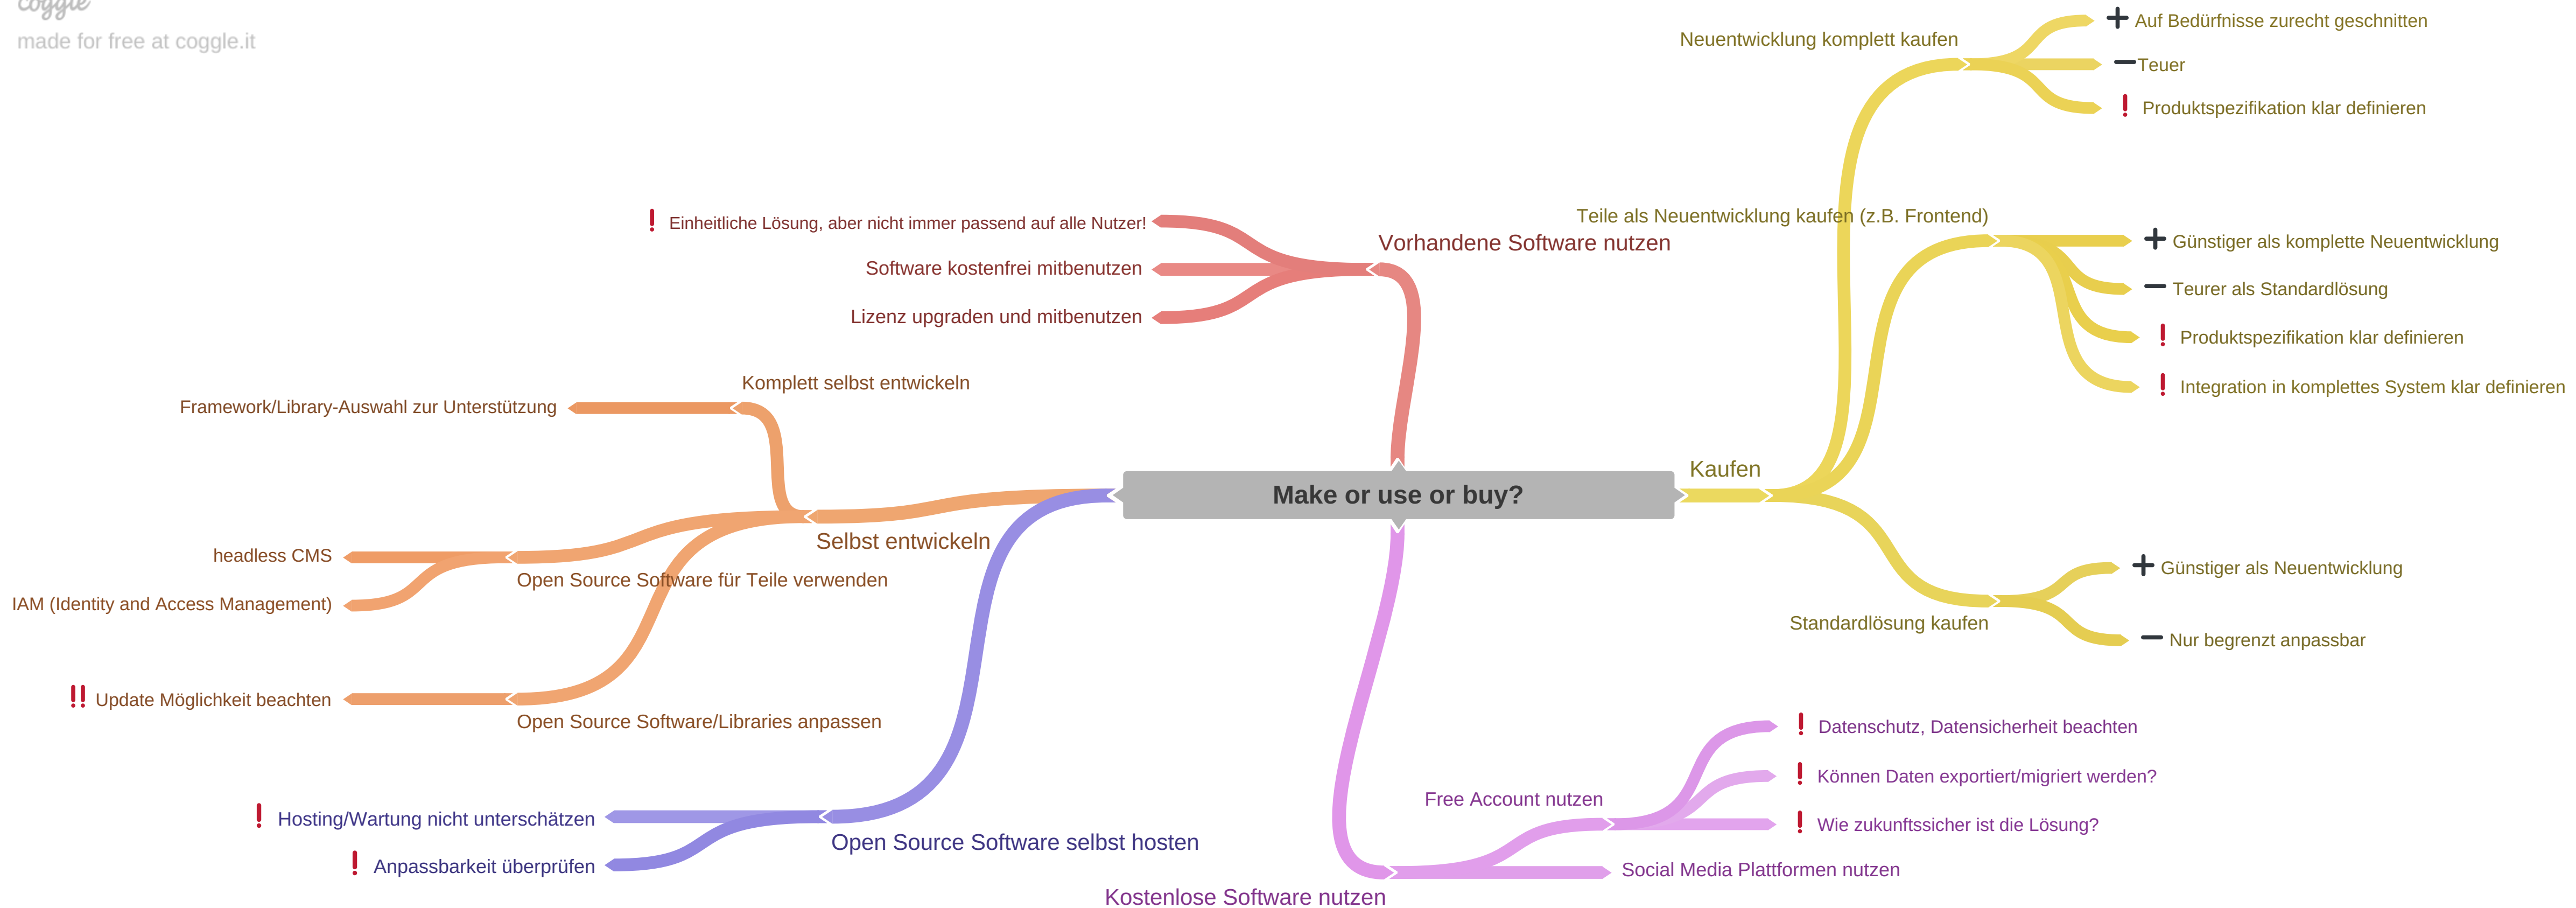 coggle
made for free at coggle.it
Make or use or buy?
Vorhandene Software nutzen
! Einheitliche Lösung, aber nicht immer passend auf alle Nutzer!
Software kostenfrei mitbenutzen
Lizenz upgraden und mitbenutzen
Selbst entwickeln
Komplett selbst entwickeln
Framework/Library-Auswahl zur Unterstützung
Open Source Software für Teile verwenden
headless CMS
IAM (Identity and Access Management)
Open Source Software/Libraries anpassen
!! Update Möglichkeit beachten
Open Source Software selbst hosten
! Hosting/Wartung nicht unterschätzen
! Anpassbarkeit überprüfen
Kaufen
Neuentwicklung komplett kaufen
+ Auf Bedürfnisse zurecht geschnitten
− Teuer
! Produktspezifikation klar definieren
Teile als Neuentwicklung kaufen (z.B. Frontend)
+ Günstiger als komplette Neuentwicklung
− Teurer als Standardlösung
! Produktspezifikation klar definieren
! Integration in komplettes System klar definieren
Standardlösung kaufen
+ Günstiger als Neuentwicklung
− Nur begrenzt anpassbar
Kostenlose Software nutzen
Free Account nutzen
! Datenschutz, Datensicherheit beachten
! Können Daten exportiert/migriert werden?
! Wie zukunftssicher ist die Lösung?
Social Media Plattformen nutzen